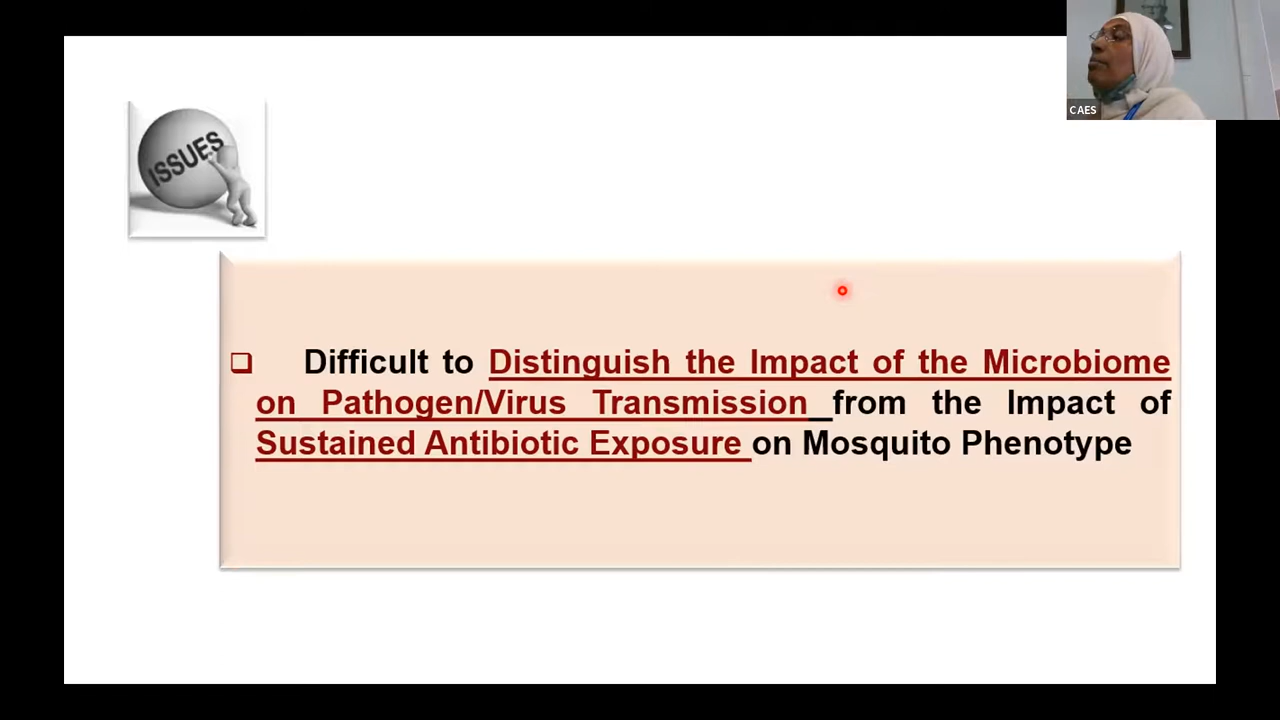 CAES
ISSUES
❑ Difficult to Distinguish the Impact of the Microbiome
on Pathogen/Virus Transmission from the Impact of
Sustained Antibiotic Exposure on Mosquito Phenotype